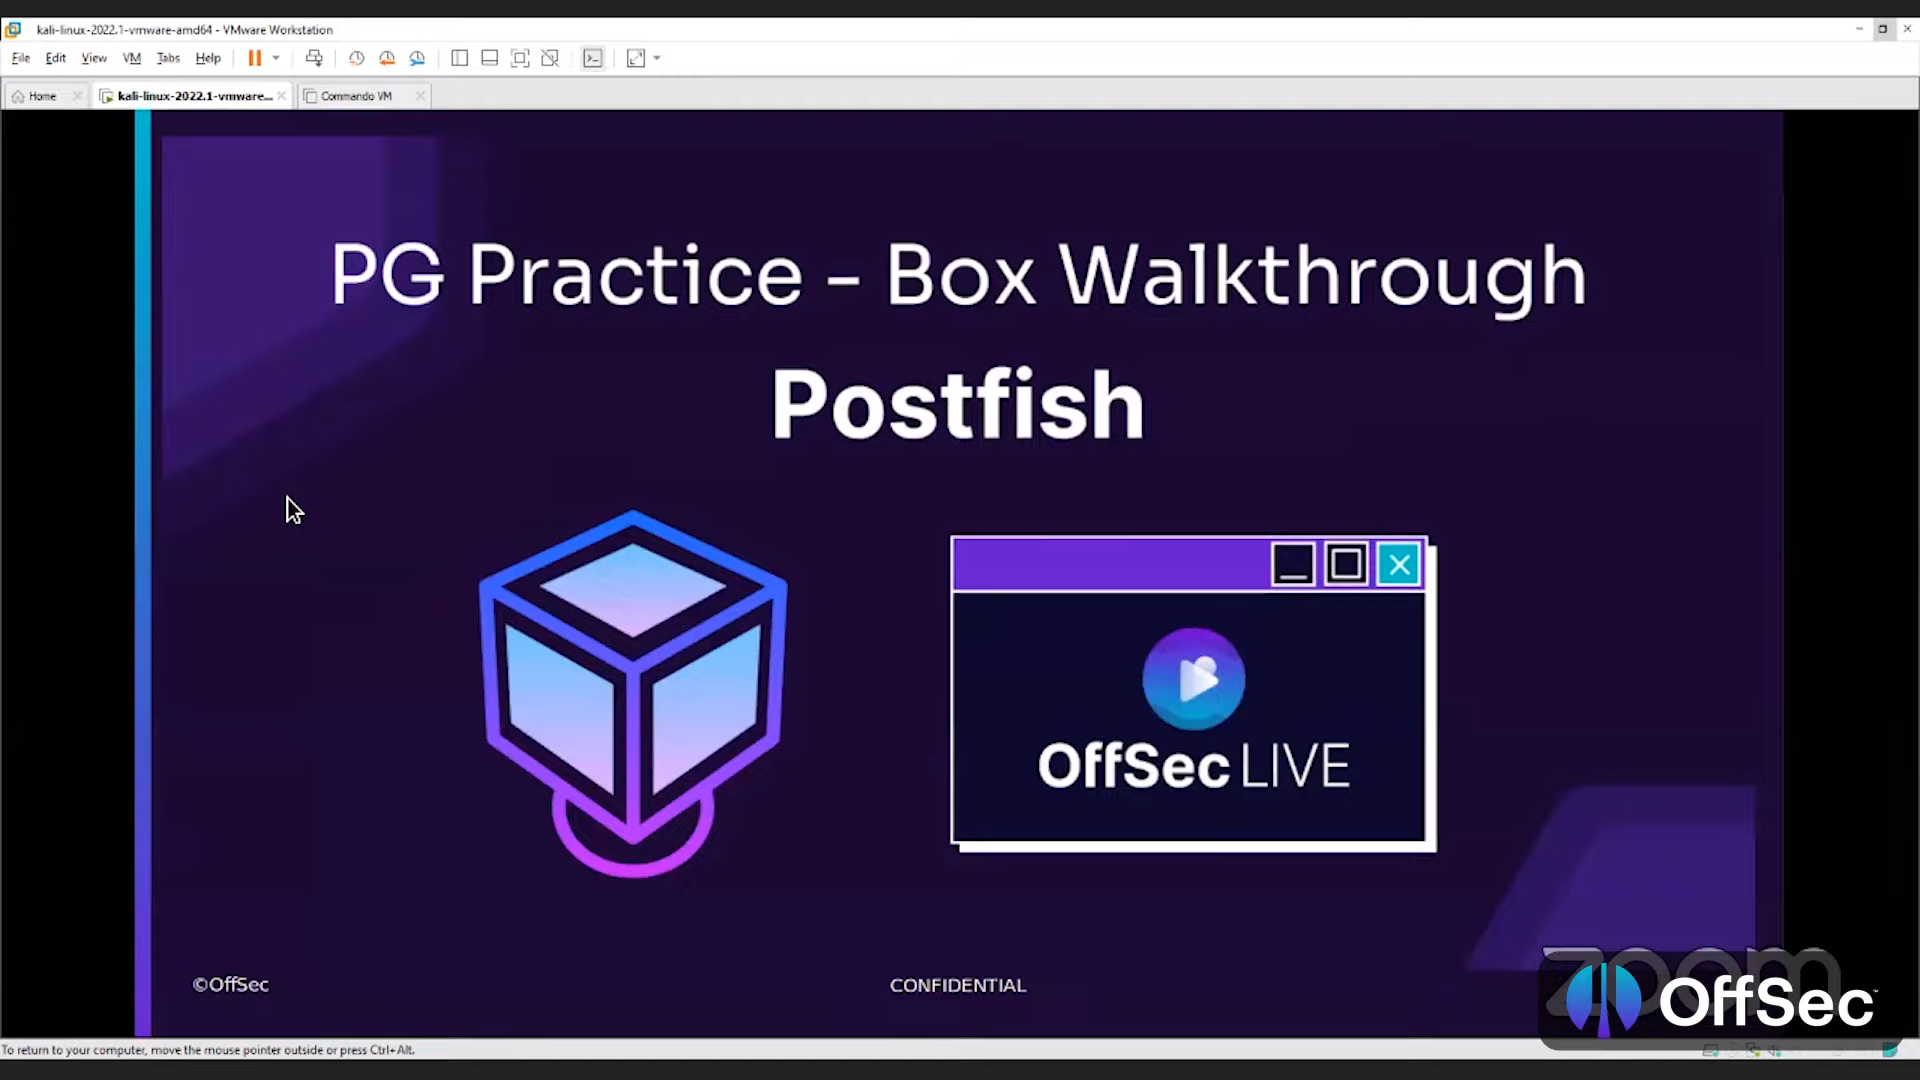 kali-linux-2022.1-vmware-amd64 - VMware Workstation
File Edit View VM Tabs Help
Home kali-linux-2022.1-vmware... Commando VM
PG Practice – Box Walkthrough
Postfish
OffSec LIVE
©OffSec
CONFIDENTIAL
zoom
OffSec™
To return to your computer, move the mouse pointer outside or press Ctrl+Alt.